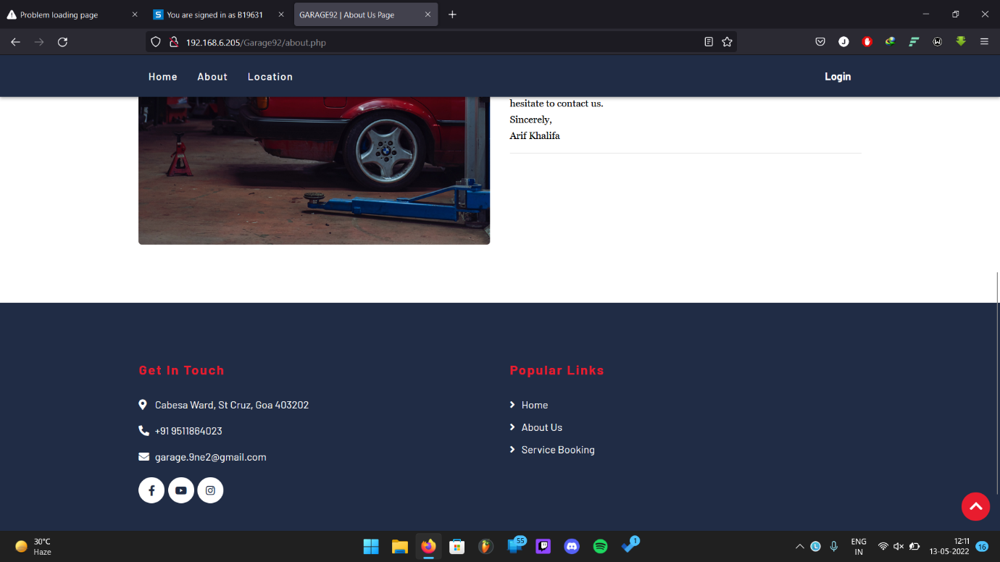 Problem loading page
You are signed in as B19631
GARAGE92 | About Us Page
192.168.6.205/Garage92/about.php
Home
About
Location
Login
hesitate to contact us.
Sincerely,
Arif Khalifa
Get In Touch
Cabesa Ward, St Cruz, Goa 403202
+91 9511864023
garage.9ne2@gmail.com
Popular Links
Home
About Us
Service Booking
30°C
Haze
55
1
ENG
IN
12:11
13-05-2022
16